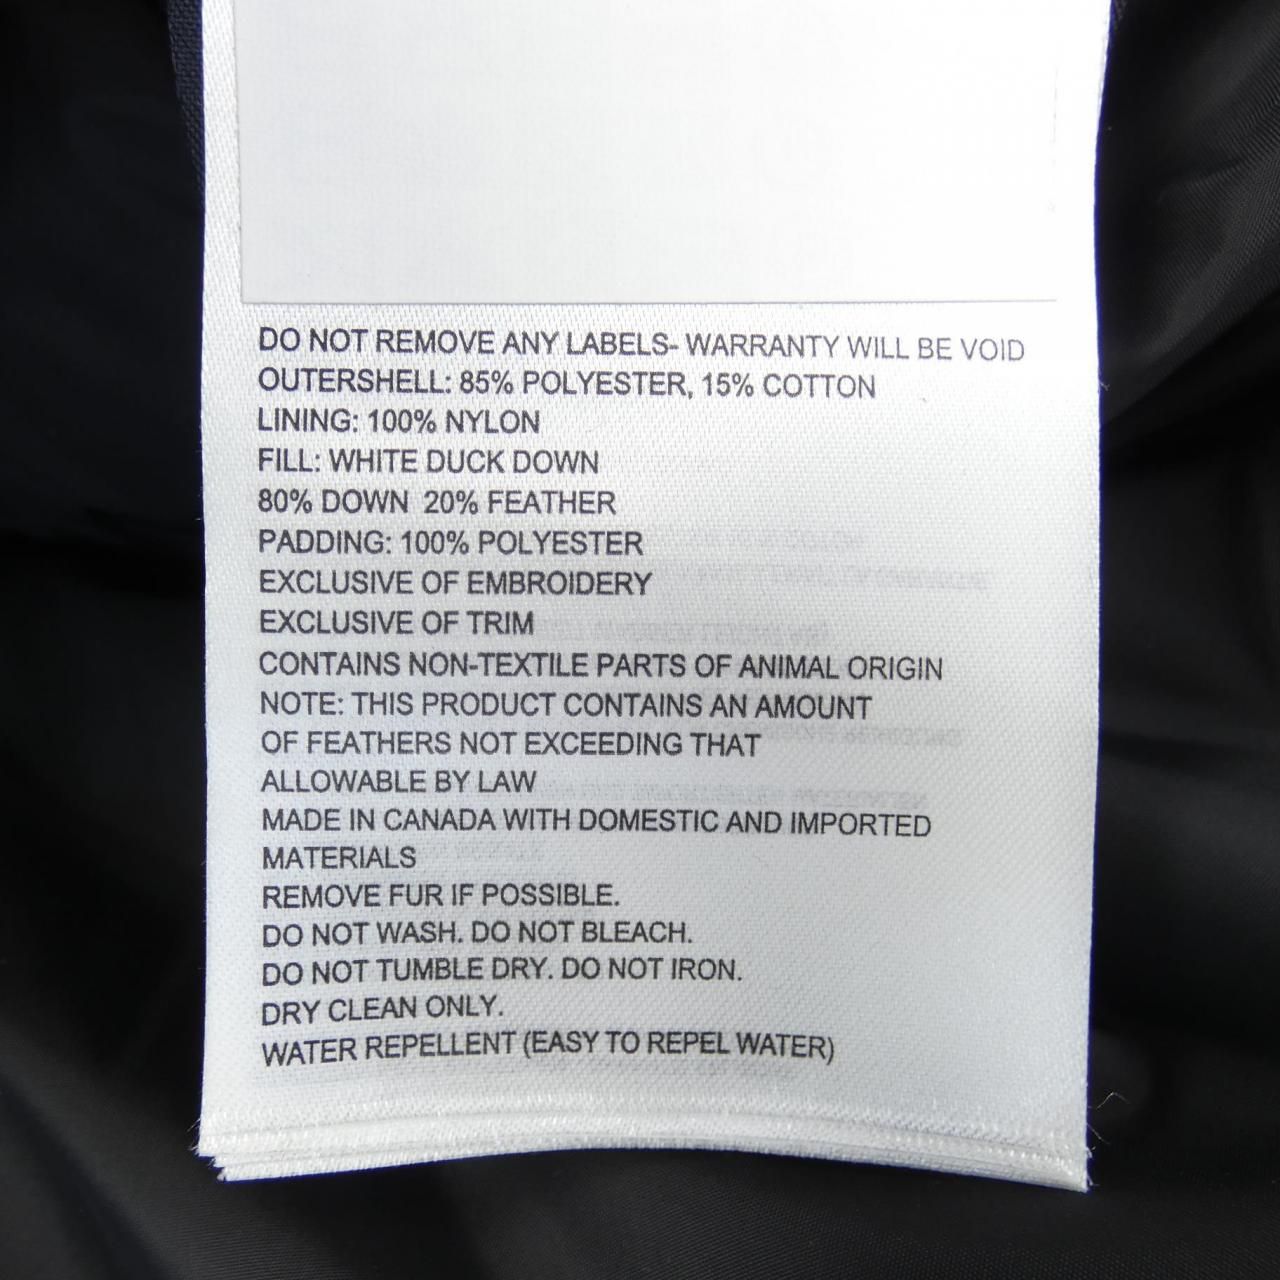 DO NOT REMOVE ANY LABELS- WARRANTY WILL BE VOID
OUTERSHELL: 85% POLYESTER, 15% COTTON
LINING: 100% NYLON
FILL: WHITE DUCK DOWN
80% DOWN  20% FEATHER
PADDING: 100% POLYESTER
EXCLUSIVE OF EMBROIDERY
EXCLUSIVE OF TRIM
CONTAINS NON-TEXTILE PARTS OF ANIMAL ORIGIN
NOTE: THIS PRODUCT CONTAINS AN AMOUNT
OF FEATHERS NOT EXCEEDING THAT
ALLOWABLE BY LAW
MADE IN CANADA WITH DOMESTIC AND IMPORTED
MATERIALS
REMOVE FUR IF POSSIBLE.
DO NOT WASH. DO NOT BLEACH.
DO NOT TUMBLE DRY. DO NOT IRON.
DRY CLEAN ONLY.
WATER REPELLENT (EASY TO REPEL WATER)